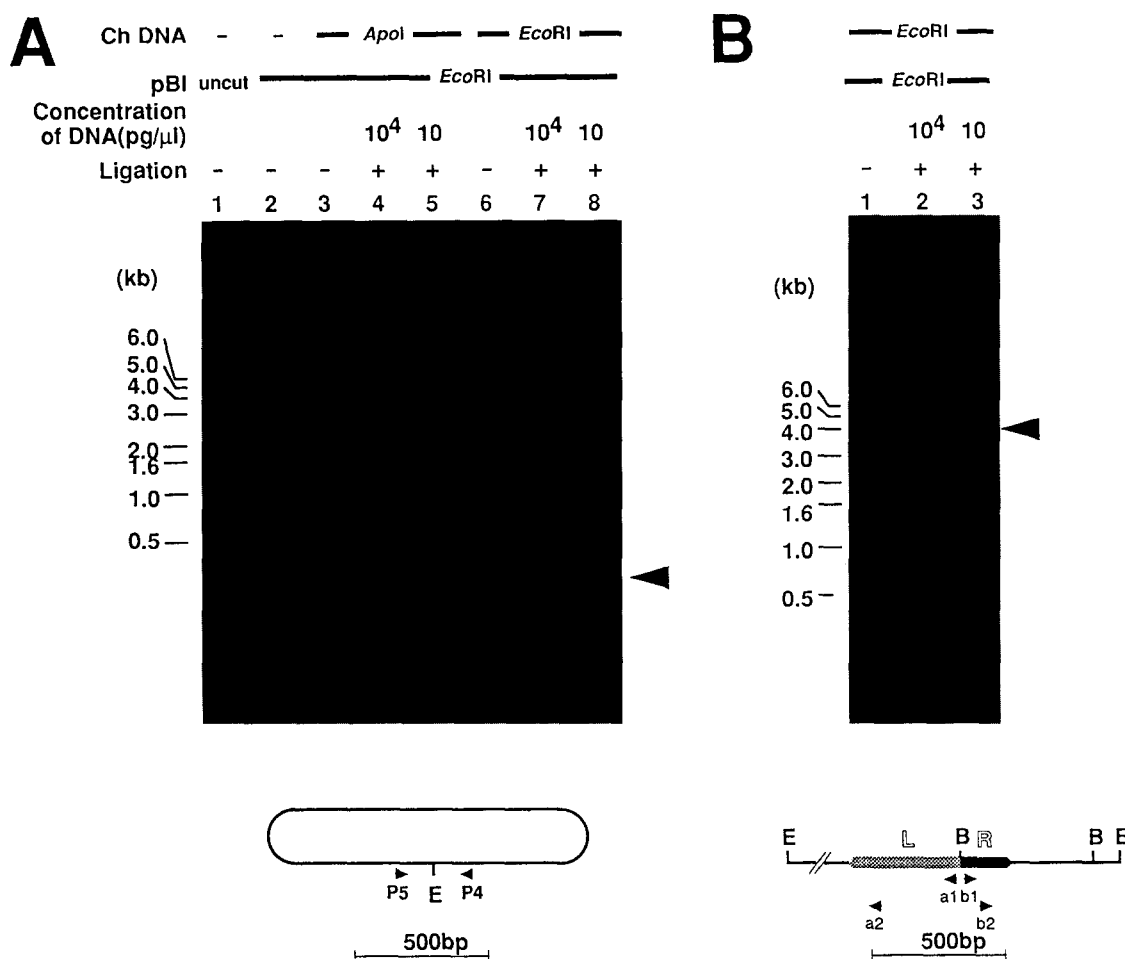 A
Ch DNA - - ApoI EcoRI
pBI uncut EcoRI
Concentration
of DNA(pg/μl) 10⁴ 10 10⁴ 10
Ligation - - - + + - + +
1 2 3 4 5 6 7 8
(kb)
6.0
5.0
4.0
3.0
2.0
1.6
1.0
0.5
P5 E P4
500bp
B
EcoRI
EcoRI
10⁴ 10
- + +
1 2 3
(kb)
6.0
5.0
4.0
3.0
2.0
1.6
1.0
0.5
E L B R B E
a1 b1
a2 b2
500bp